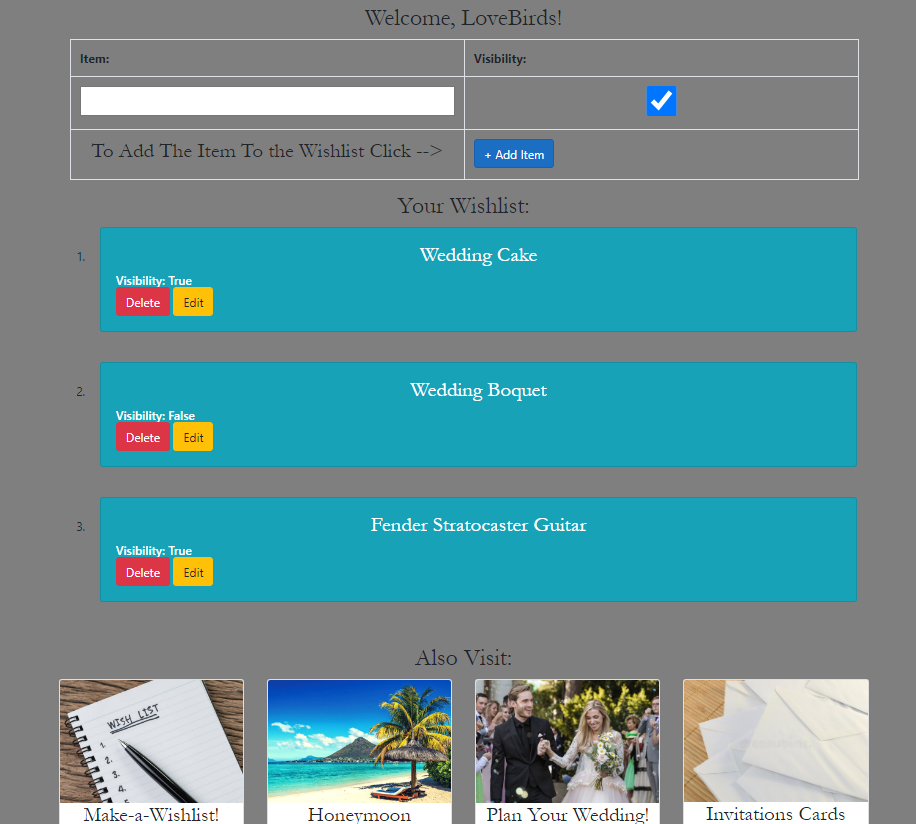 Welcome, LoveBirds!
Item:
Visibility:
To Add The Item To the Wishlist Click -->
+ Add Item
Your Wishlist:
1.
Wedding Cake
Visibility: True
Delete
Edit
2.
Wedding Boquet
Visibility: False
Delete
Edit
3.
Fender Stratocaster Guitar
Visibility: True
Delete
Edit
Also Visit:
WISH LIST
1.
2.
3.
4.
Make-a-Wishlist!
Honeymoon
Plan Your Wedding!
Invitations Cards